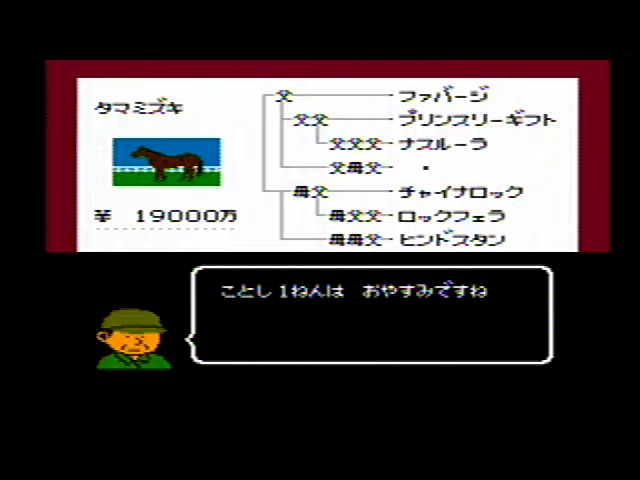 タマミズキ
¥ 19000万
父 ファバージ
父父 プリンスリーギフト
父父父 ナスルーラ
父母父 ・
母父 チャイナロック
母父父 ロックフェラ
母母父 ヒンドスタン
ことし 1ねんは おやすみですね